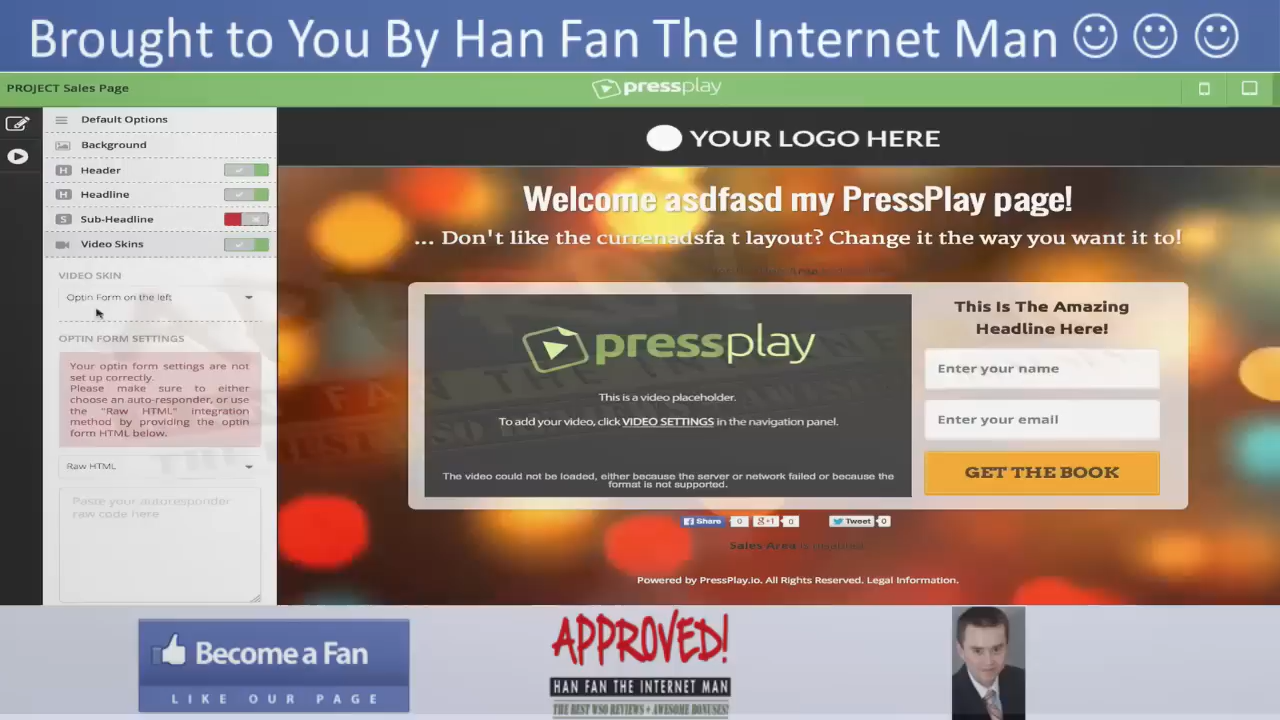 Brought to You By Han Fan The Internet Man
PROJECT Sales Page
pressplay
Default Options
Background
H Header
H Headline
S Sub-Headline
Video Skins
VIDEO SKIN
Optin Form on the left
OPTIN FORM SETTINGS
Your optin form settings are not
set up correctly.
Please make sure to either
choose an auto-responder, or use
the "Raw HTML" integration
method by providing the optin
form HTML below.
Raw HTML
Paste your autoresponder
raw code here
YOUR LOGO HERE
Welcome asdfasd my PressPlay page!
... Don't like the currenadsfa t layout? Change it the way you want it to!
pressplay
This is a video placeholder.
To add your video, click VIDEO SETTINGS in the navigation panel.
The video could not be loaded, either because the server or network failed or because the
format is not supported.
This Is The Amazing
Headline Here!
Enter your name
Enter your email
GET THE BOOK
Share 0 g+1 0 Tweet 0
Sales Area is Disabled
Powered by PressPlay.io. All Rights Reserved. Legal Information.
Become a Fan
LIKE OUR PAGE
APPROVED!
HAN FAN THE INTERNET MAN
THE BEST WSO REVIEWS + AWESOME BONUSES!